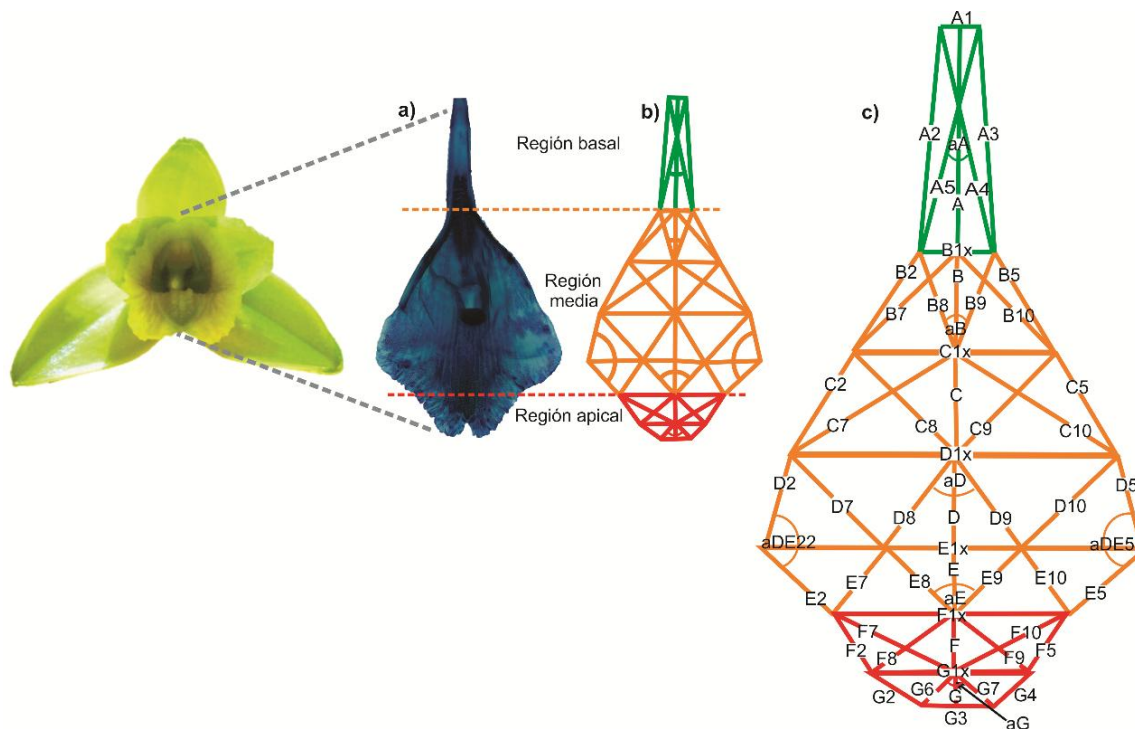 a)
b)
c)
Región basal
Región media
Región apical
A1
A2
aA
A3
A5
A4
A
B1x
B2
B
B5
B8
B9
B7
aB
B10
C1x
C2
C
C5
C7
C8
C9
C10
D1x
aD
D2
D5
D7
D8
D
D9
D10
aDE22
E1x
aDE5
E
E7
E8
E9
E10
E2
aE
E5
F1x
F7
F
F10
F2
F8
F9
F5
G1x
G6
G7
G2
G
G4
G3
aG